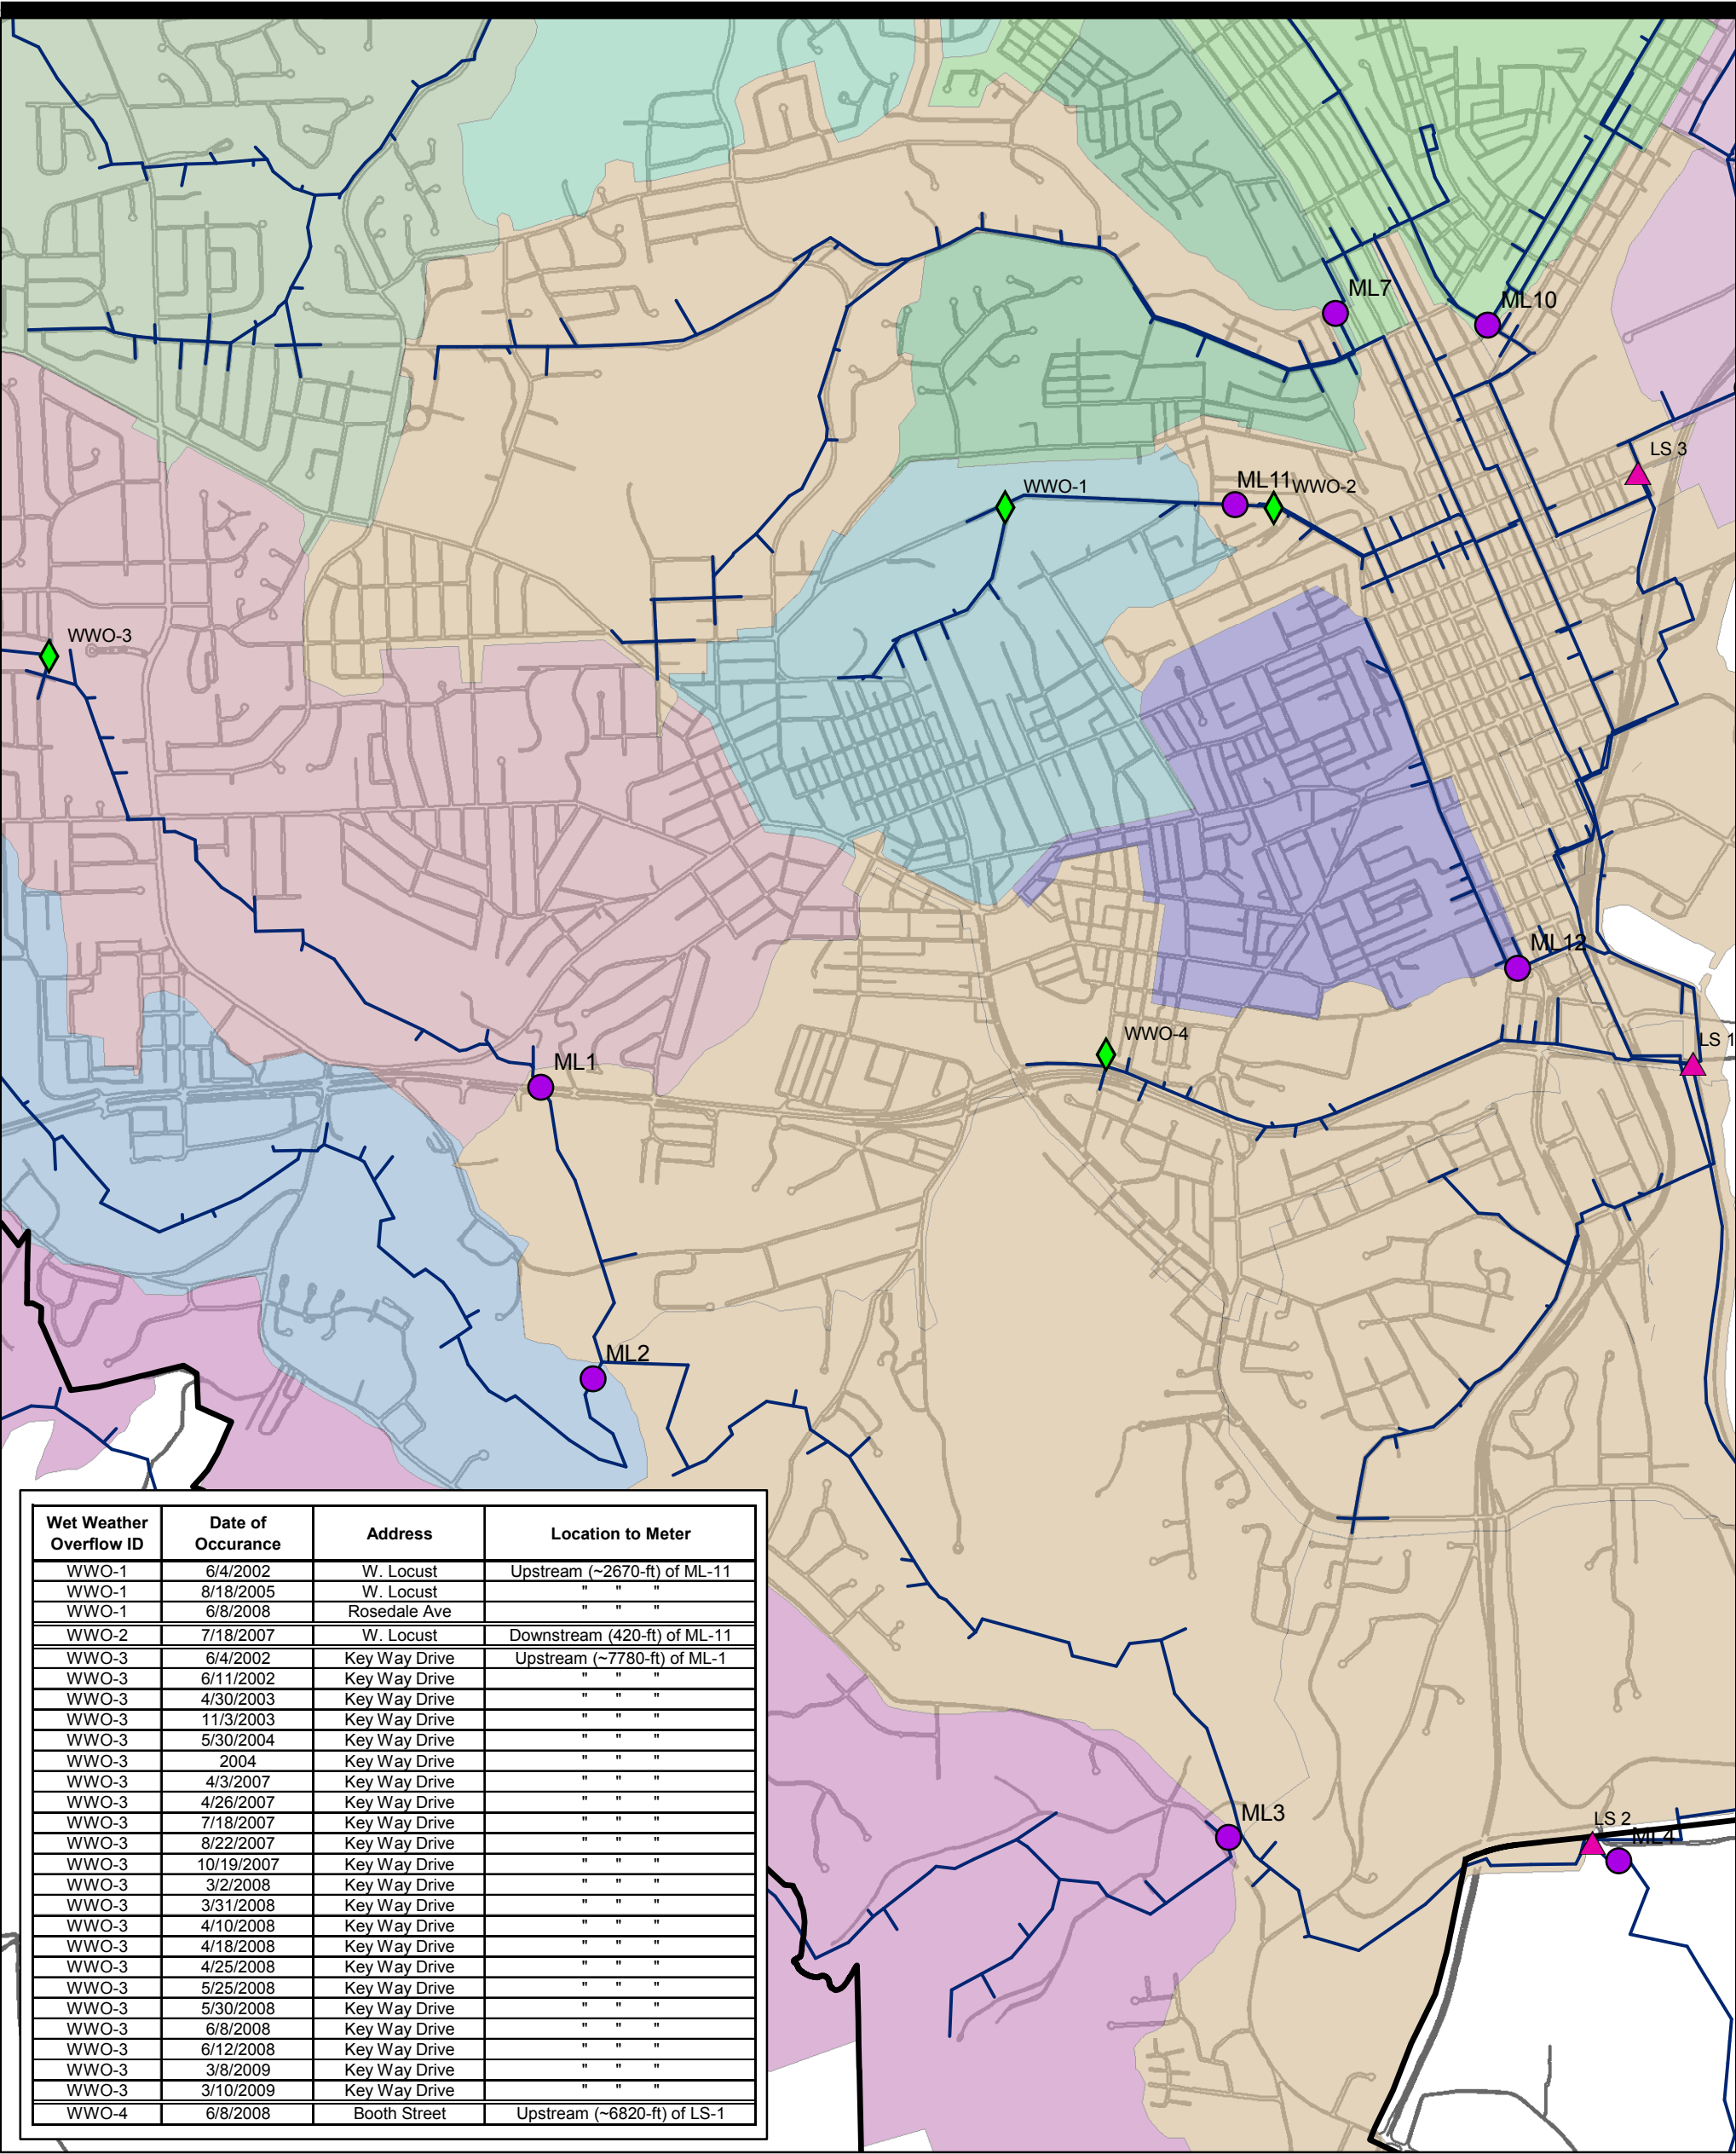 ML7
ML10
LS 3
WWO-1
ML11
WWO-2
WWO-3
ML12
WWO-4
LS 1
ML1
ML2
ML3
LS 2
ML4
Wet Weather Overflow ID Date of Occurance Address Location to Meter
WWO-1 6/4/2002 W. Locust Upstream (~2670-ft) of ML-11
WWO-1 8/18/2005 W. Locust " " "
WWO-1 6/8/2008 Rosedale Ave " " "
WWO-2 7/18/2007 W. Locust Downstream (420-ft) of ML-11
WWO-3 6/4/2002 Key Way Drive Upstream (~7780-ft) of ML-1
WWO-3 6/11/2002 Key Way Drive " " "
WWO-3 4/30/2003 Key Way Drive " " "
WWO-3 11/3/2003 Key Way Drive " " "
WWO-3 5/30/2004 Key Way Drive " " "
WWO-3 2004 Key Way Drive " " "
WWO-3 4/3/2007 Key Way Drive " " "
WWO-3 4/26/2007 Key Way Drive " " "
WWO-3 7/18/2007 Key Way Drive " " "
WWO-3 8/22/2007 Key Way Drive " " "
WWO-3 10/19/2007 Key Way Drive " " "
WWO-3 3/2/2008 Key Way Drive " " "
WWO-3 3/31/2008 Key Way Drive " " "
WWO-3 4/10/2008 Key Way Drive " " "
WWO-3 4/18/2008 Key Way Drive " " "
WWO-3 4/25/2008 Key Way Drive " " "
WWO-3 5/25/2008 Key Way Drive " " "
WWO-3 5/30/2008 Key Way Drive " " "
WWO-3 6/8/2008 Key Way Drive " " "
WWO-3 6/12/2008 Key Way Drive " " "
WWO-3 3/8/2009 Key Way Drive " " "
WWO-3 3/10/2009 Key Way Drive " " "
WWO-4 6/8/2008 Booth Street Upstream (~6820-ft) of LS-1